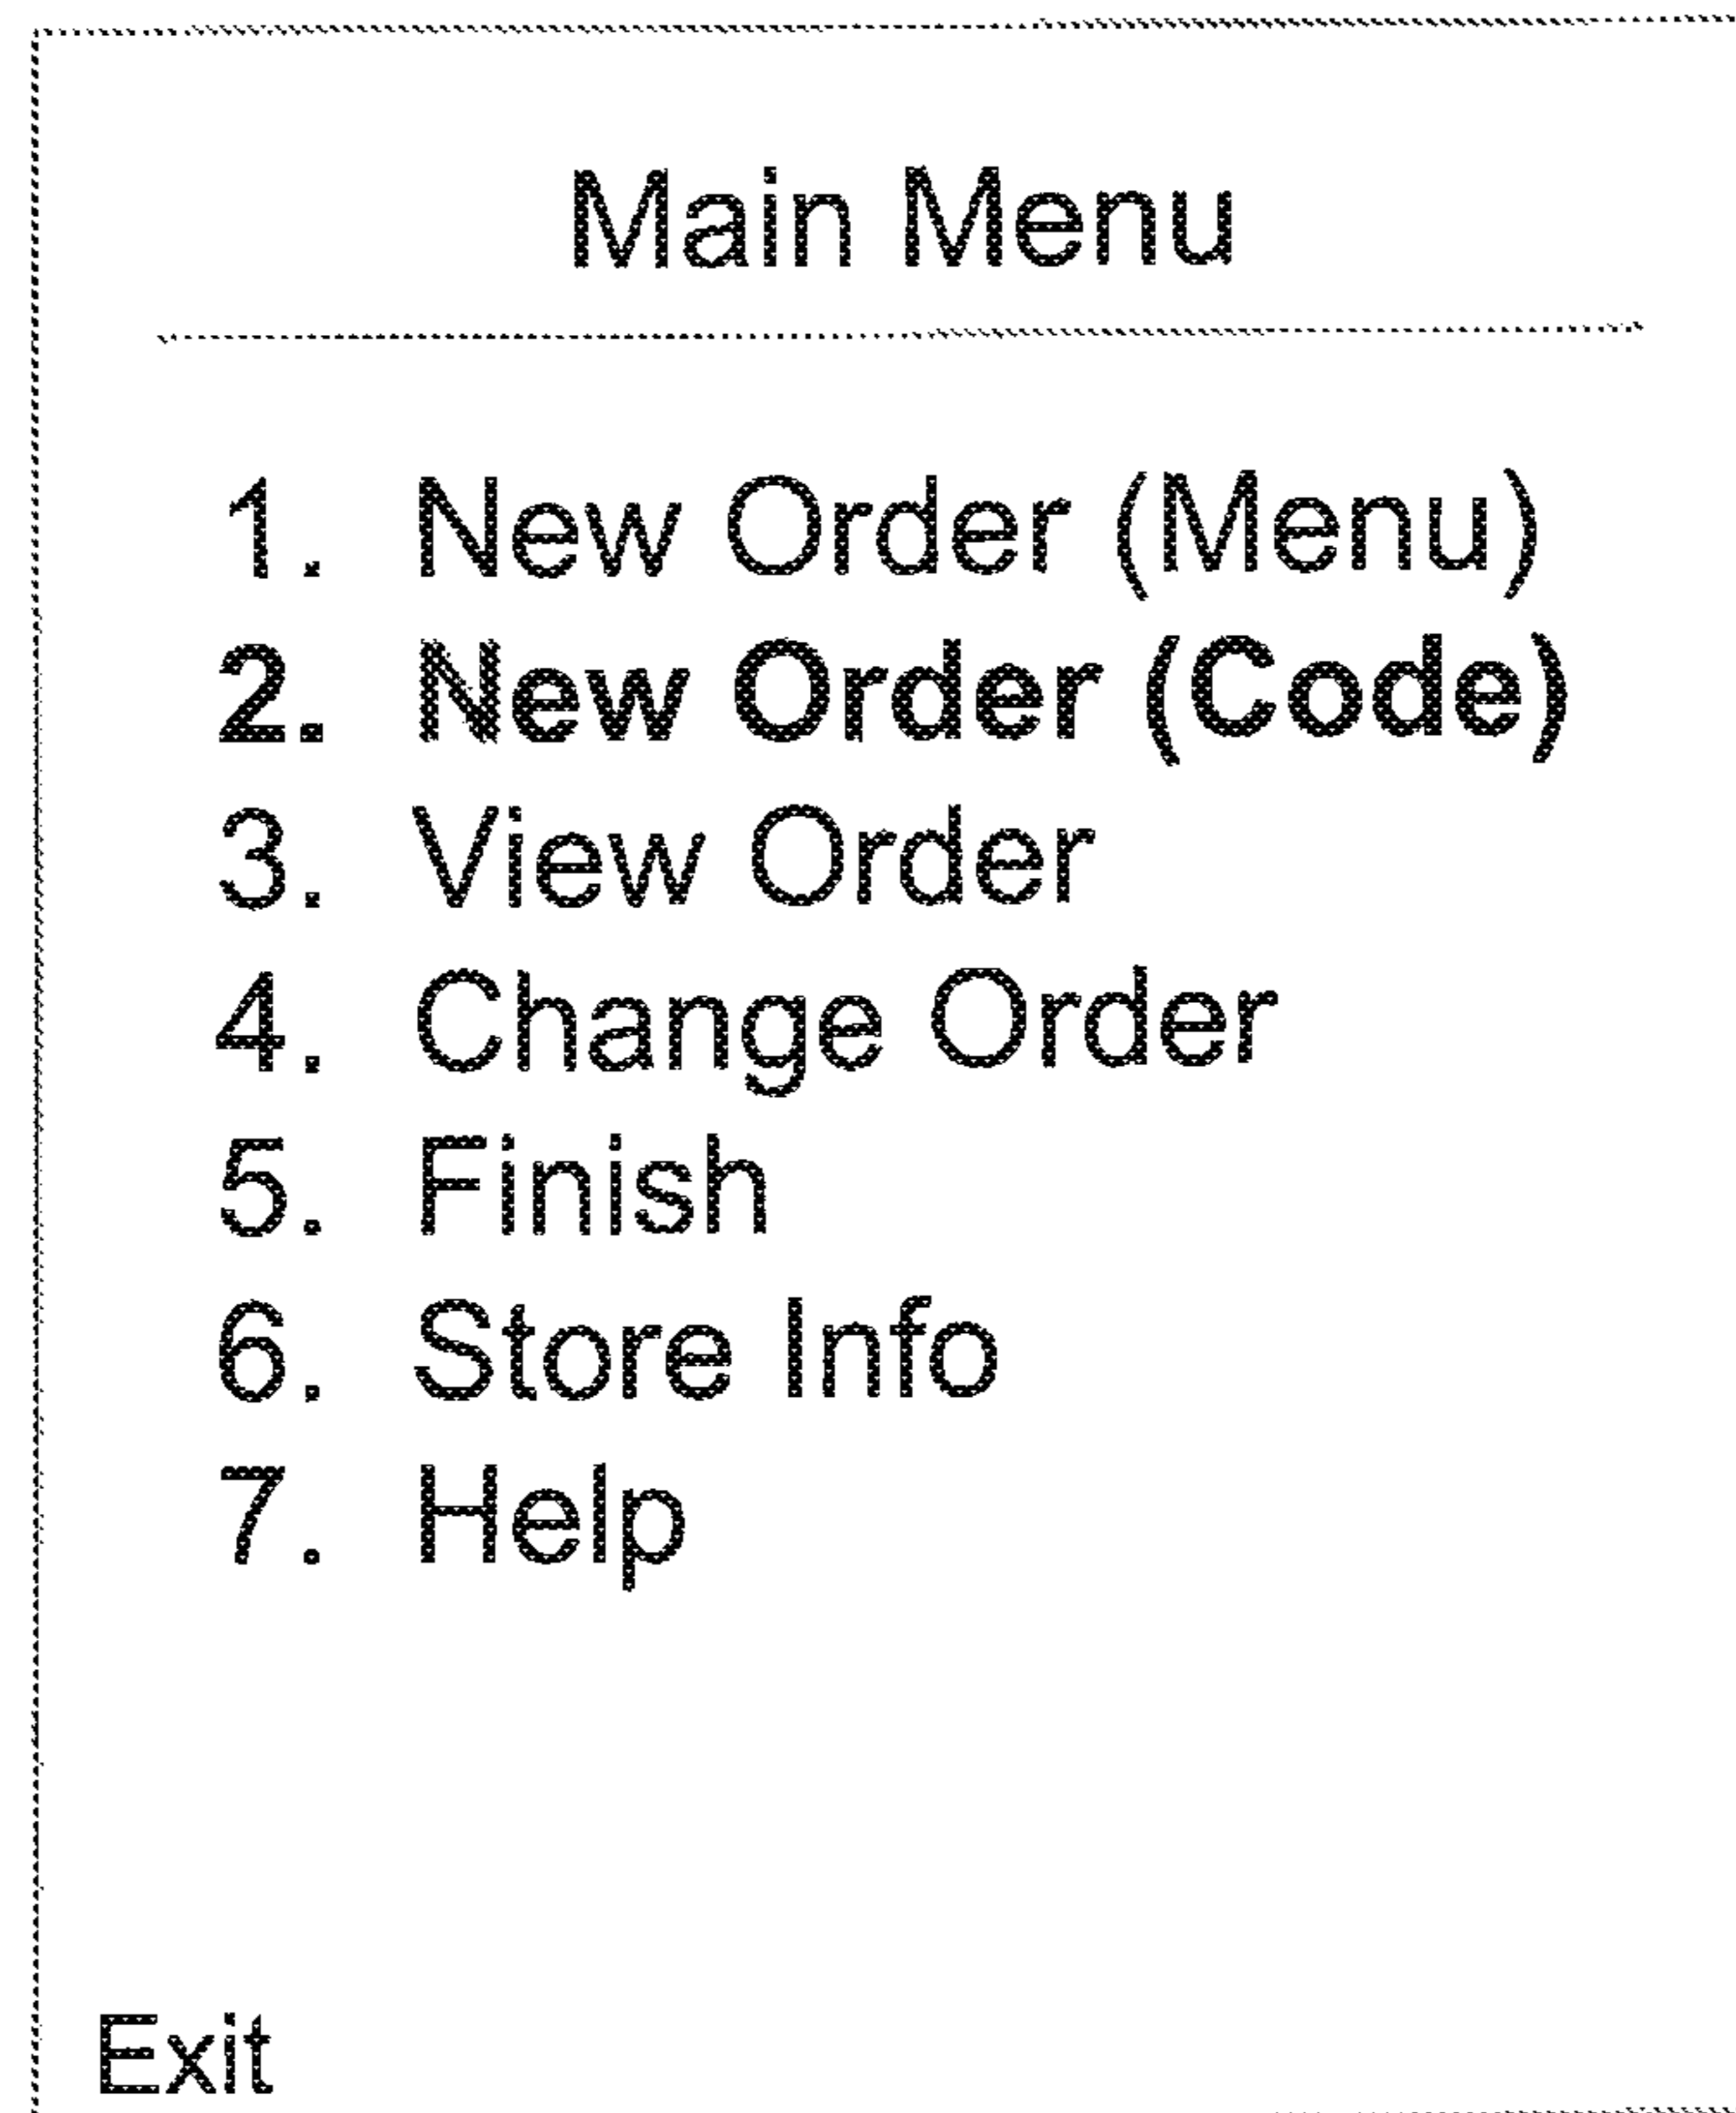 Main Menu
1. New Order (Menu)
2. New Order (Code)
3. View Order
4. Change Order
5. Finish
6. Store Info
7. Help
Exit